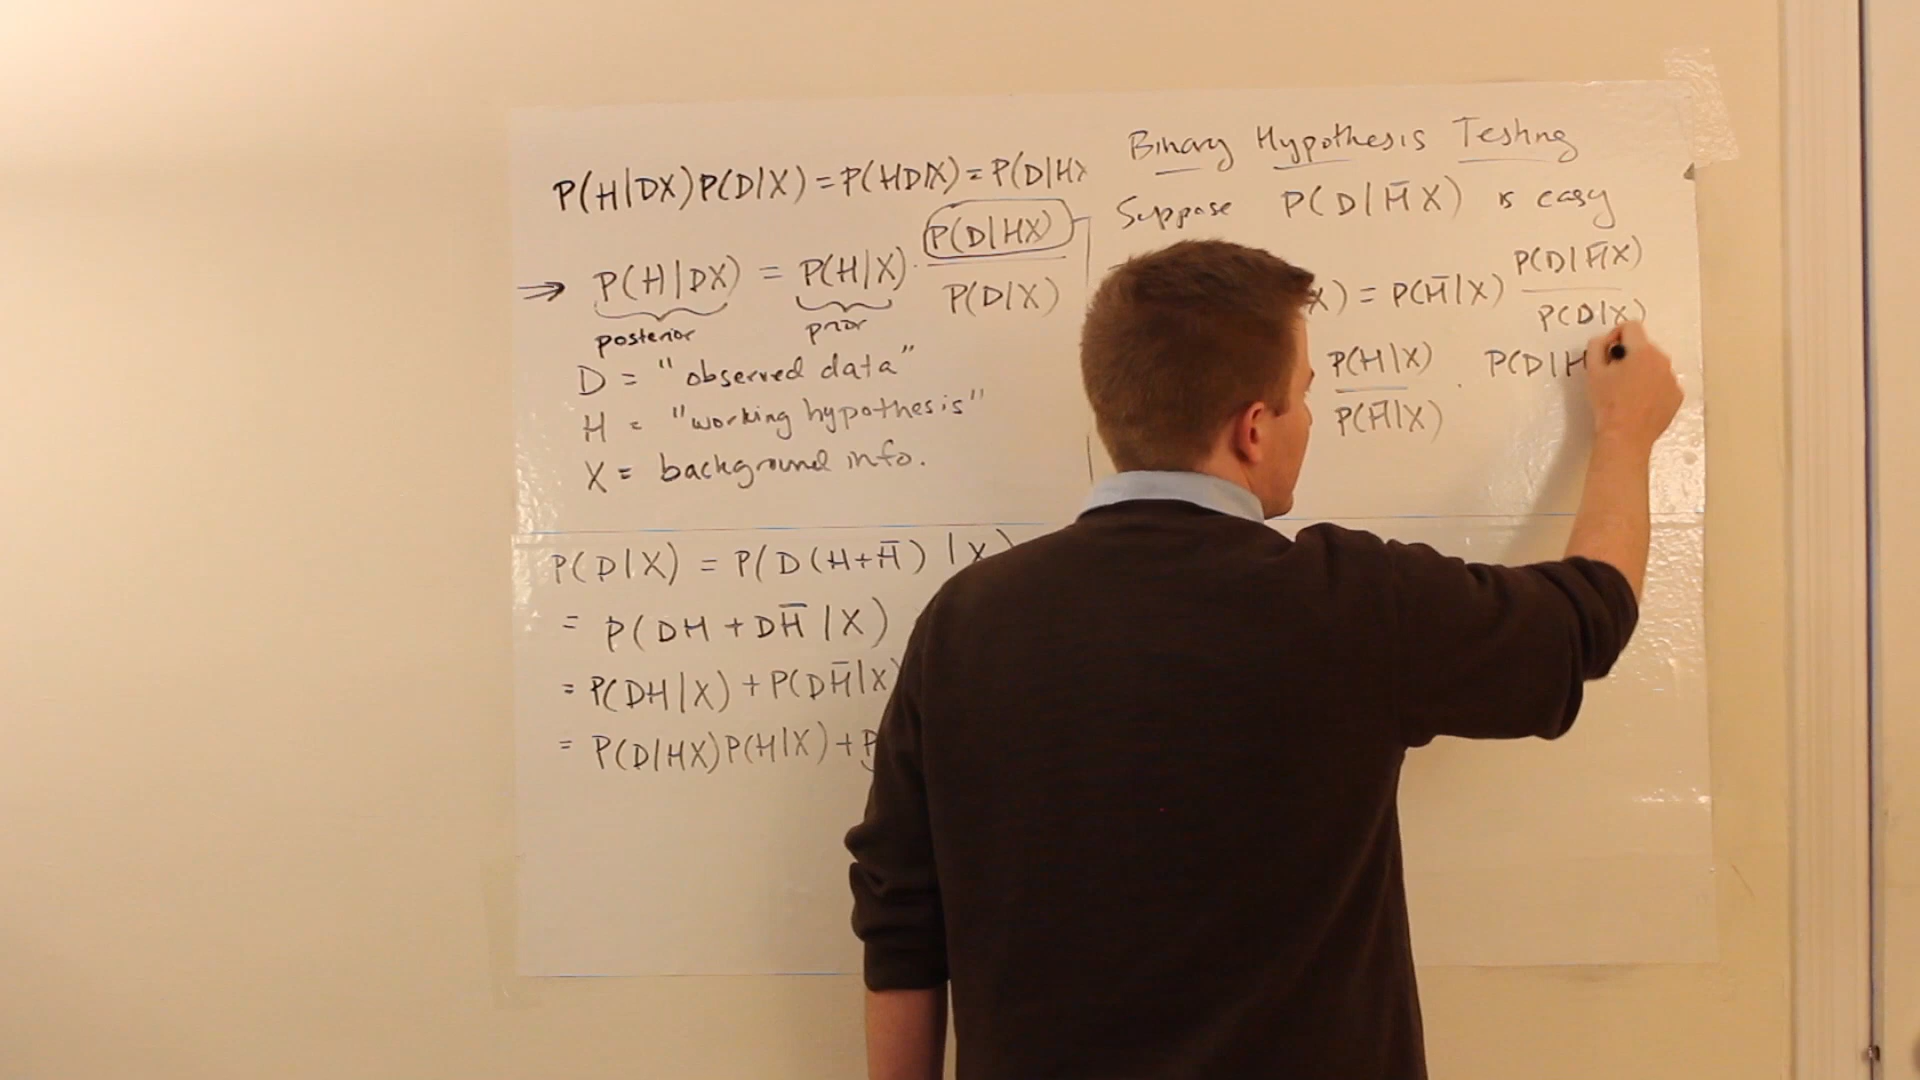 P(H|DX)P(D|X) = P(HD|X) = P(D|HX
⇒ P(H|DX) = P(H|X) · P(D|HX) / P(D|X)
posterior prior
D = "observed data"
H = "working hypothesis"
X = background info.
P(D|X) = P(D(H+H̄)|X)
= P(DH + DH̄|X)
= P(DH|X) + P(DH̄|X)
= P(D|HX)P(H|X) + P
Binary Hypothesis Testing
Suppose P(D|H̄X) is easy
X) = P(H̄|X) P(D|H̄X) / P(D|X)
P(H|X) / P(H̄|X) · P(D|H